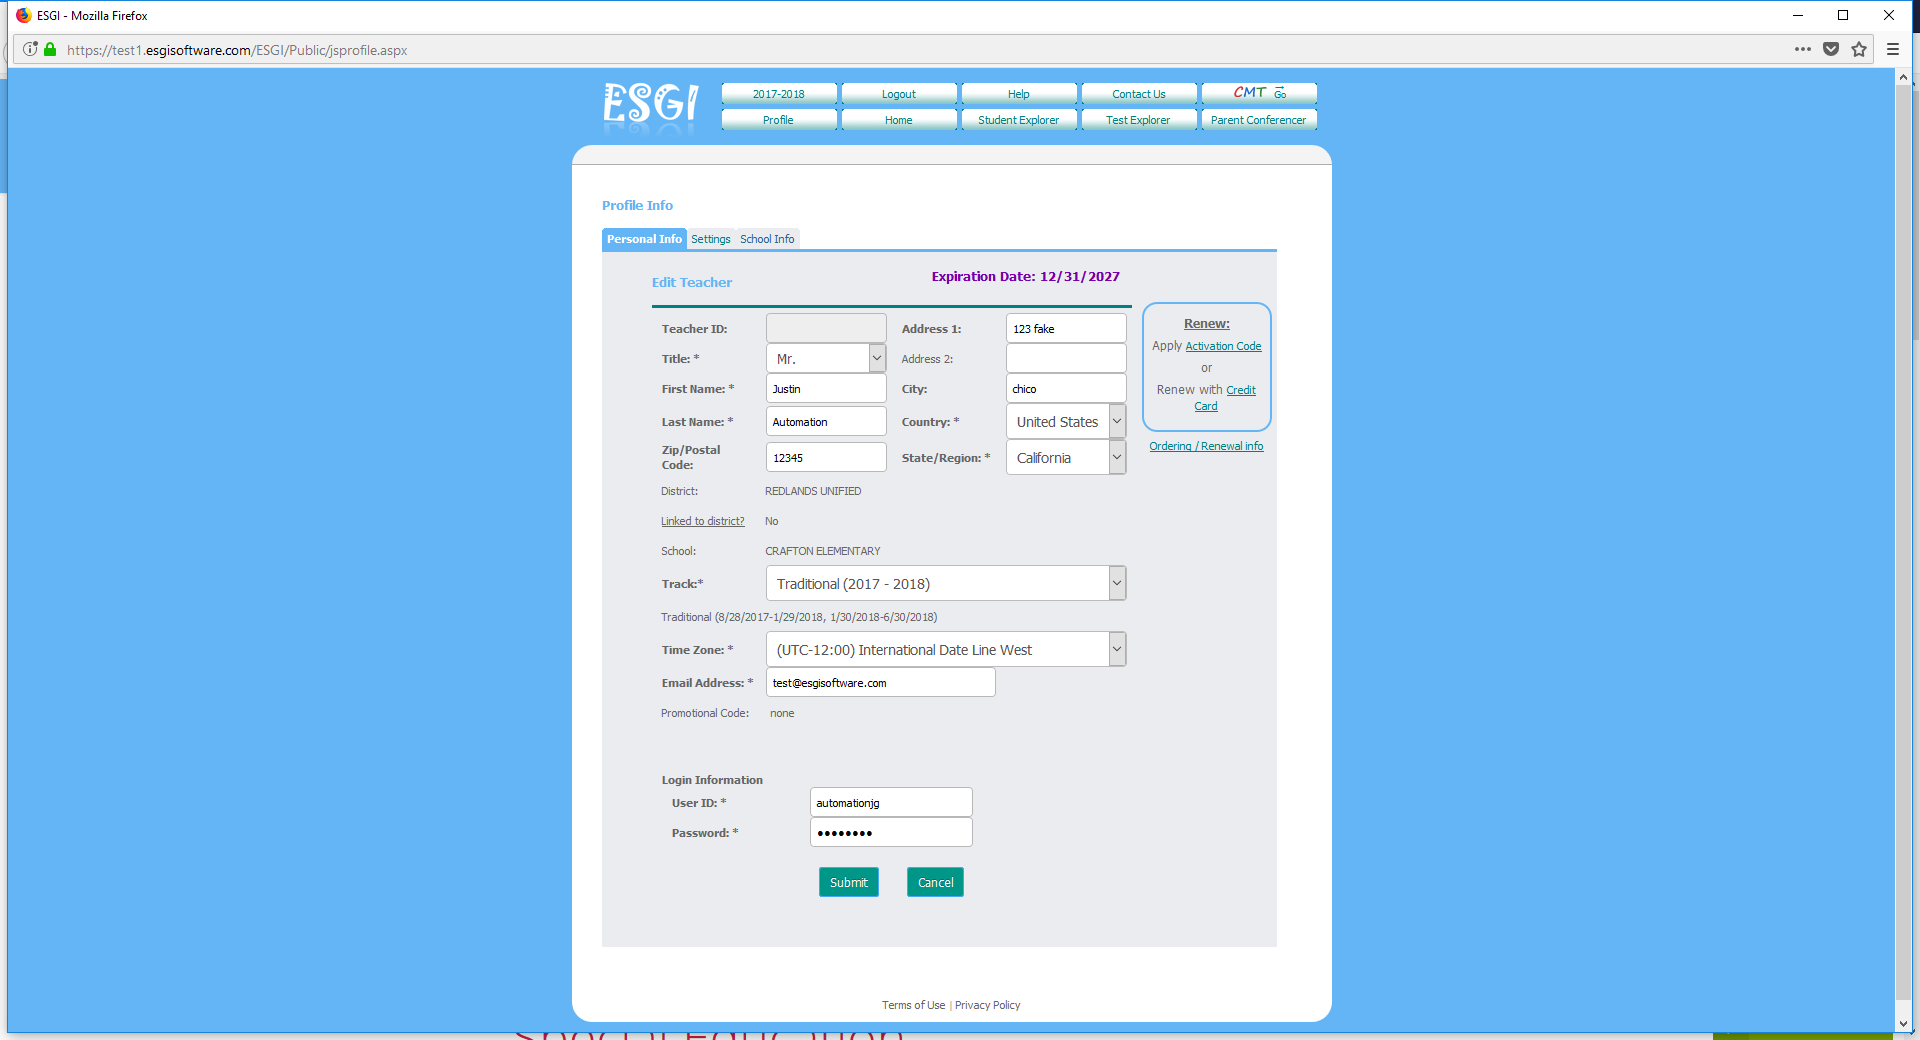 ESGI - Mozilla Firefox
https://test1.esgisoftware.com/ESGI/Public/jsprofile.aspx
ESGI
2017-2018 Logout Help Contact Us CMT Go
Profile Home Student Explorer Test Explorer Parent Conferencer
Profile Info
Personal Info Settings School Info
Edit Teacher Expiration Date: 12/31/2027
Teacher ID: Address 1: 123 fake
Title: * Mr. Address 2:
First Name: * Justin City: chico
Last Name: * Automation Country: * United States
Zip/Postal
Code: 12345 State/Region: * California
Renew:
Apply Activation Code
or
Renew with Credit
Card
Ordering / Renewal info
District: REDLANDS UNIFIED
Linked to district? No
School: CRAFTON ELEMENTARY
Track:* Traditional (2017 - 2018)
Traditional (8/28/2017-1/29/2018, 1/30/2018-6/30/2018)
Time Zone: * (UTC-12:00) International Date Line West
Email Address: * test@esgisoftware.com
Promotional Code: none
Login Information
User ID: * automationjg
Password: * ••••••••
Submit Cancel
Terms of Use | Privacy Policy
Special Education